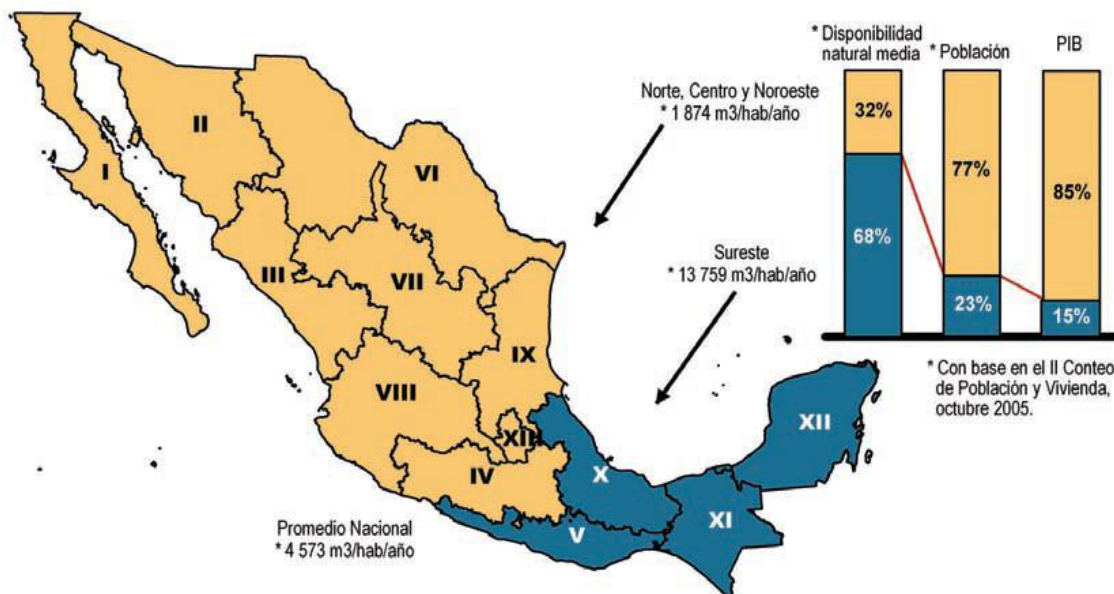 * Disponibilidad
natural media
* Población
PIB
32%
77%
85%
68%
23%
15%
* Con base en el II Conteo
de Población y Vivienda,
octubre 2005.
Norte, Centro y Noroeste
* 1 874 m3/hab/año
Sureste
* 13 759 m3/hab/año
I
II
VI
III
VII
IX
VIII
XIII
IV
X
V
XI
XII
Promedio Nacional
* 4 573 m3/hab/año